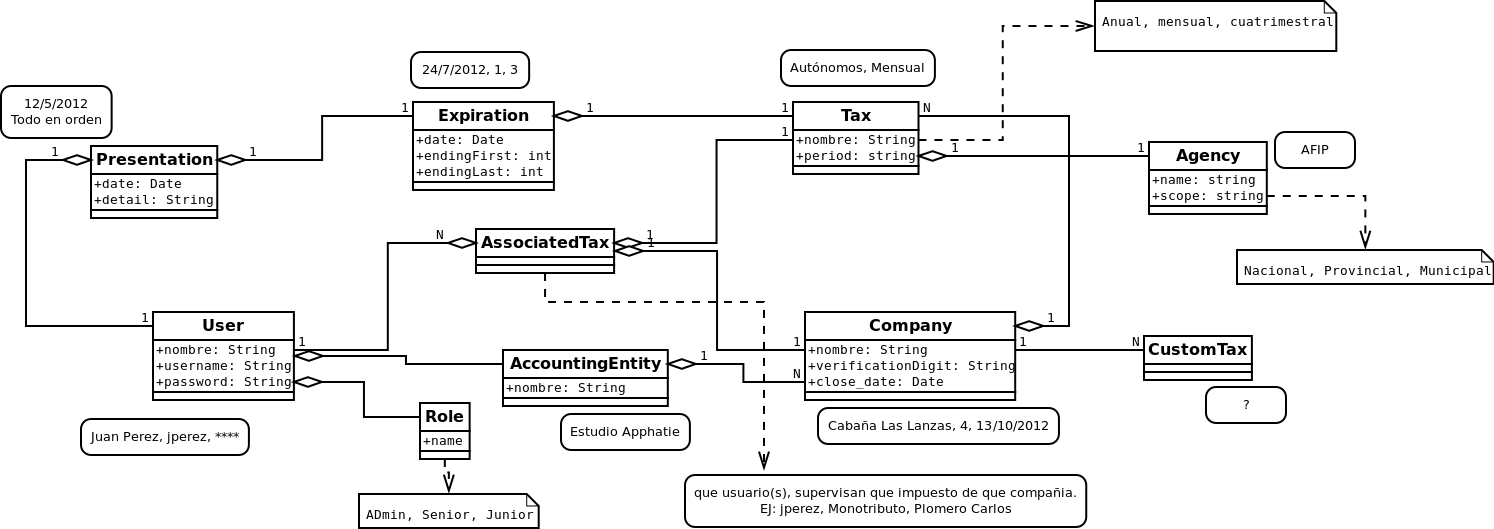 Anual, mensual, cuatrimestral
24/7/2012, 1, 3
Autónomos, Mensual
12/5/2012
Todo en orden
1
Expiration
1
1
Tax
N
+date: Date
+endingFirst: int
+endingLast: int
1
+nombre: String
+period: string
1
1
Agency
+name: string
+scope: string
AFIP
1
Presentation
1
+date: Date
+detail: String
N
AssociatedTax
1
1
Nacional, Provincial, Municipal
1
User
1
+nombre: String
+username: String
+password: String
AccountingEntity
1
+nombre: String
1
N
Company
1
+nombre: String
+verificationDigit: String
+close_date: Date
1
N
CustomTax
?
Juan Perez, jperez, ****
Role
+name
Estudio Apphatie
Cabaña Las Lanzas, 4, 13/10/2012
ADmin, Senior, Junior
que usuario(s), supervisan que impuesto de que compañia.
EJ: jperez, Monotributo, Plomero Carlos